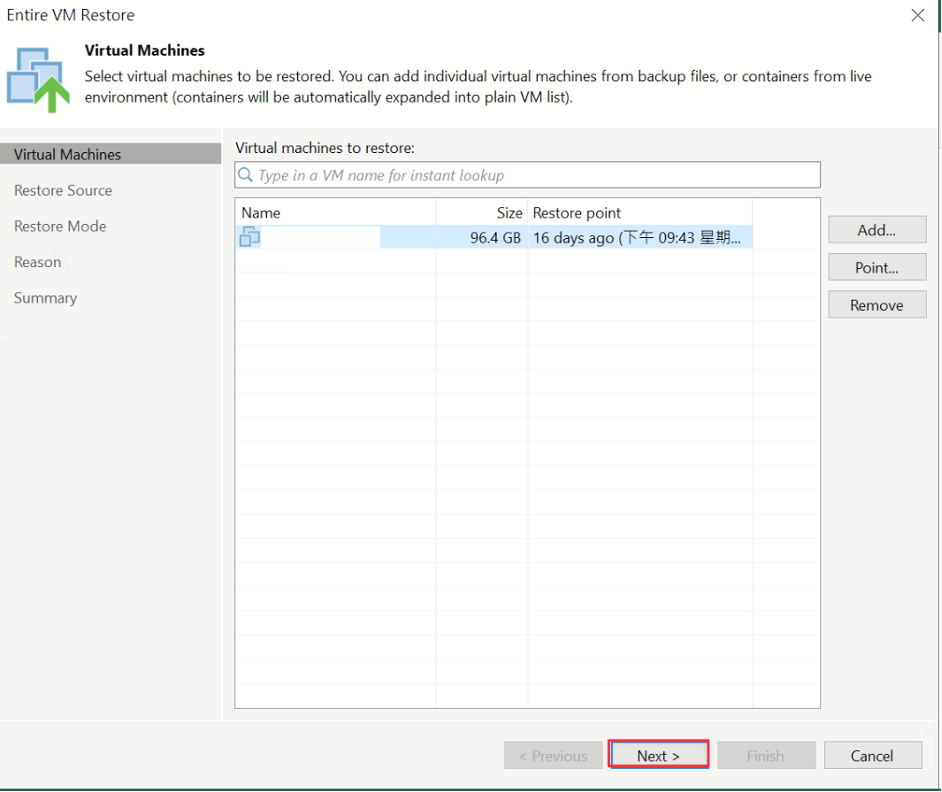 Entire VM Restore
Virtual Machines
Select virtual machines to be restored. You can add individual virtual machines from backup files, or containers from live
environment (containers will be automatically expanded into plain VM list).
Virtual Machines
Restore Source
Restore Mode
Reason
Summary
Virtual machines to restore:
Type in a VM name for instant lookup
Name Size Restore point
96.4 GB 16 days ago (下午 09:43 星期...
Add...
Point...
Remove
< Previous Next > Finish Cancel